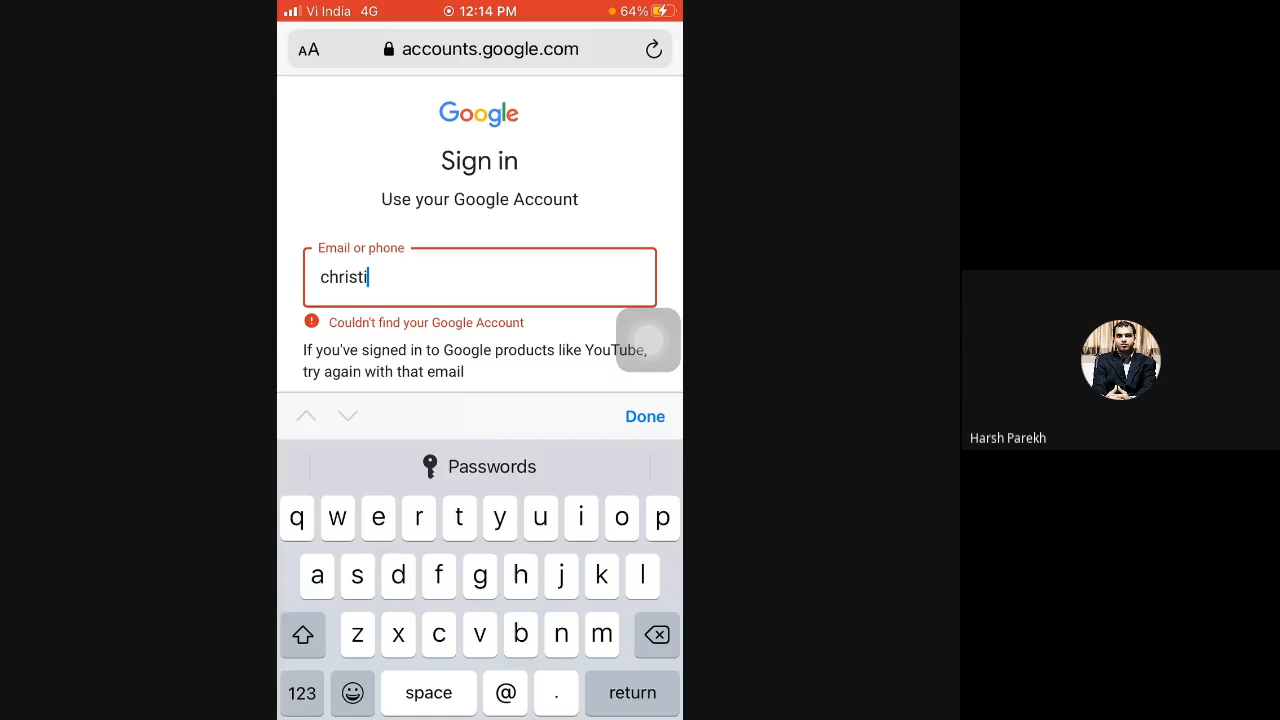 Vi India 4G 12:14 PM 64%
AA accounts.google.com
Google
Sign in
Use your Google Account
Email or phone
christi
Couldn't find your Google Account
If you've signed in to Google products like YouTube,
try again with that email
Done
Passwords
q w e r t y u i o p
a s d f g h j k l
z x c v b n m
123 space @ . return
Harsh Parekh